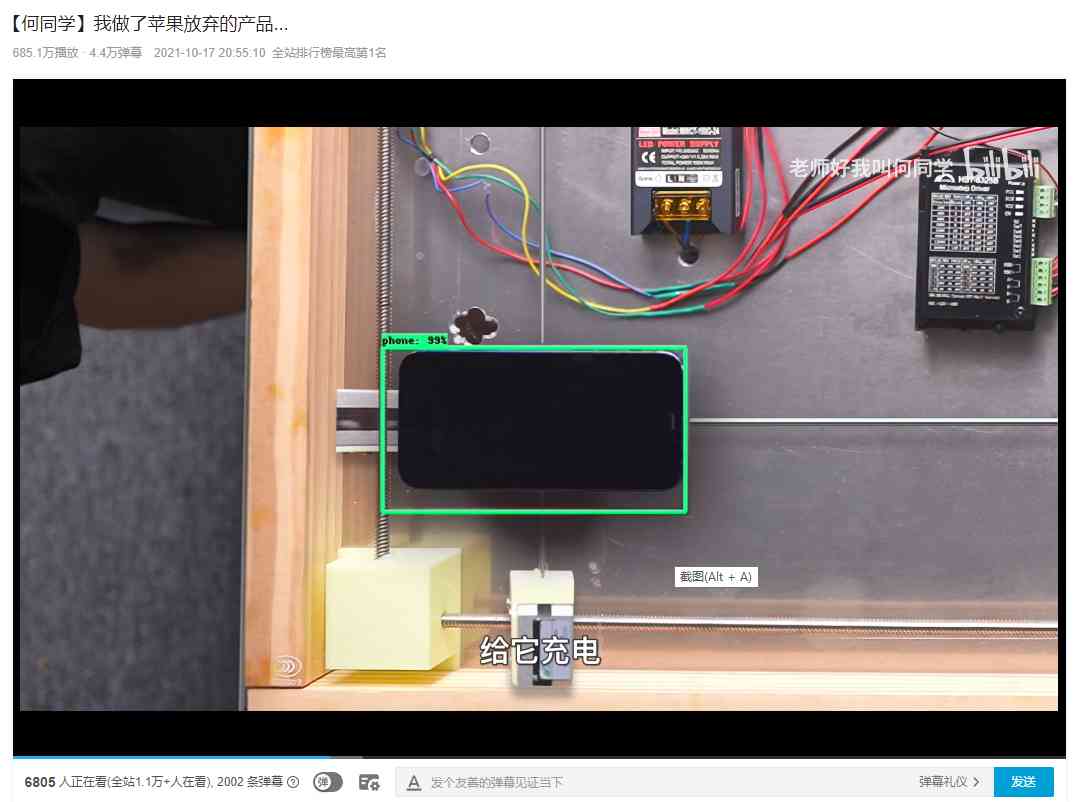 【何同学】我做了苹果放弃的产品...
685.1万播放 · 4.4万弹幕 2021-10-17 20:55:10 全站排行榜最高第1名
LED POWER SUPPLY
老师好我叫何同学 bilibili
Microstep Driver
phone: 99%
截图(Alt + A)
给它充电
6805 人正在看(全站1.1万+人在看), 2002 条弹幕
弹
A 发个友善的弹幕见证当下
弹幕礼仪 >
发送